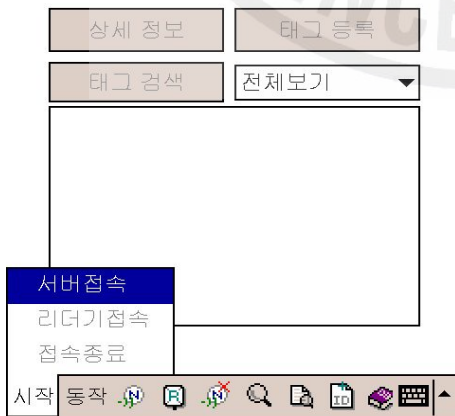 상세 정보 태그 등록
태그 검색 전체보기
서버접속
리더기접속
접속종료
시작 동작 N R N ID